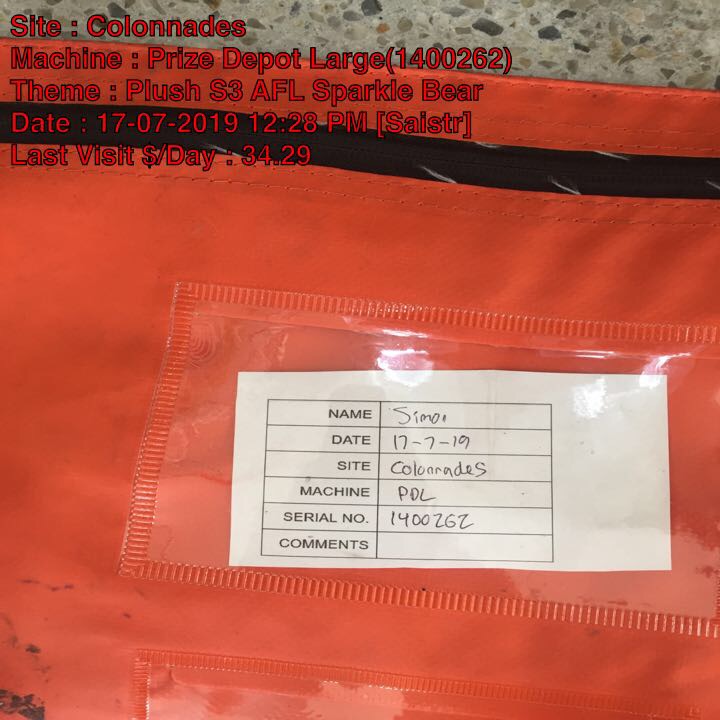 Site : Colonnades
Machine : Prize Depot Large(1400262)
Theme : Plush S3 AFL Sparkle Bear
Date : 17-07-2019 12:28 PM [Saistr]
Last Visit $/Day : 34.29
NAME Simon
DATE 17-7-19
SITE Colonnades
MACHINE PDL
SERIAL NO. 1400262
COMMENTS